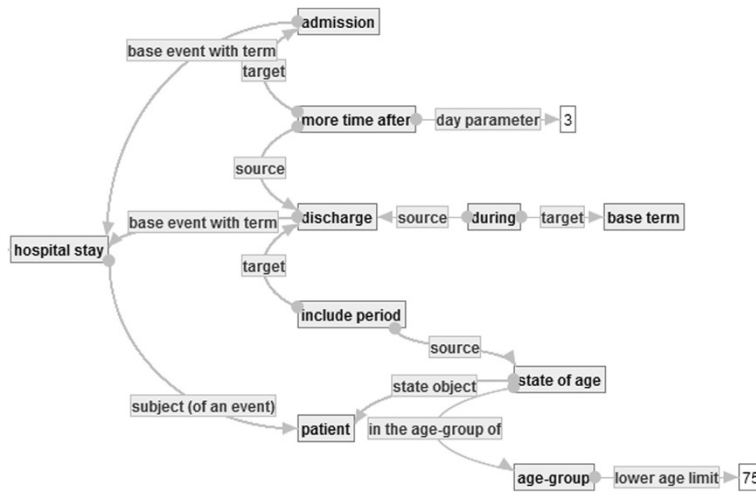 admission
base event with term
target
more time after
day parameter
3
source
discharge
source
during
target
base term
base event with term
hospital stay
target
include period
source
state of age
state object
subject (of an event)
patient
in the age-group of
age-group
lower age limit
75